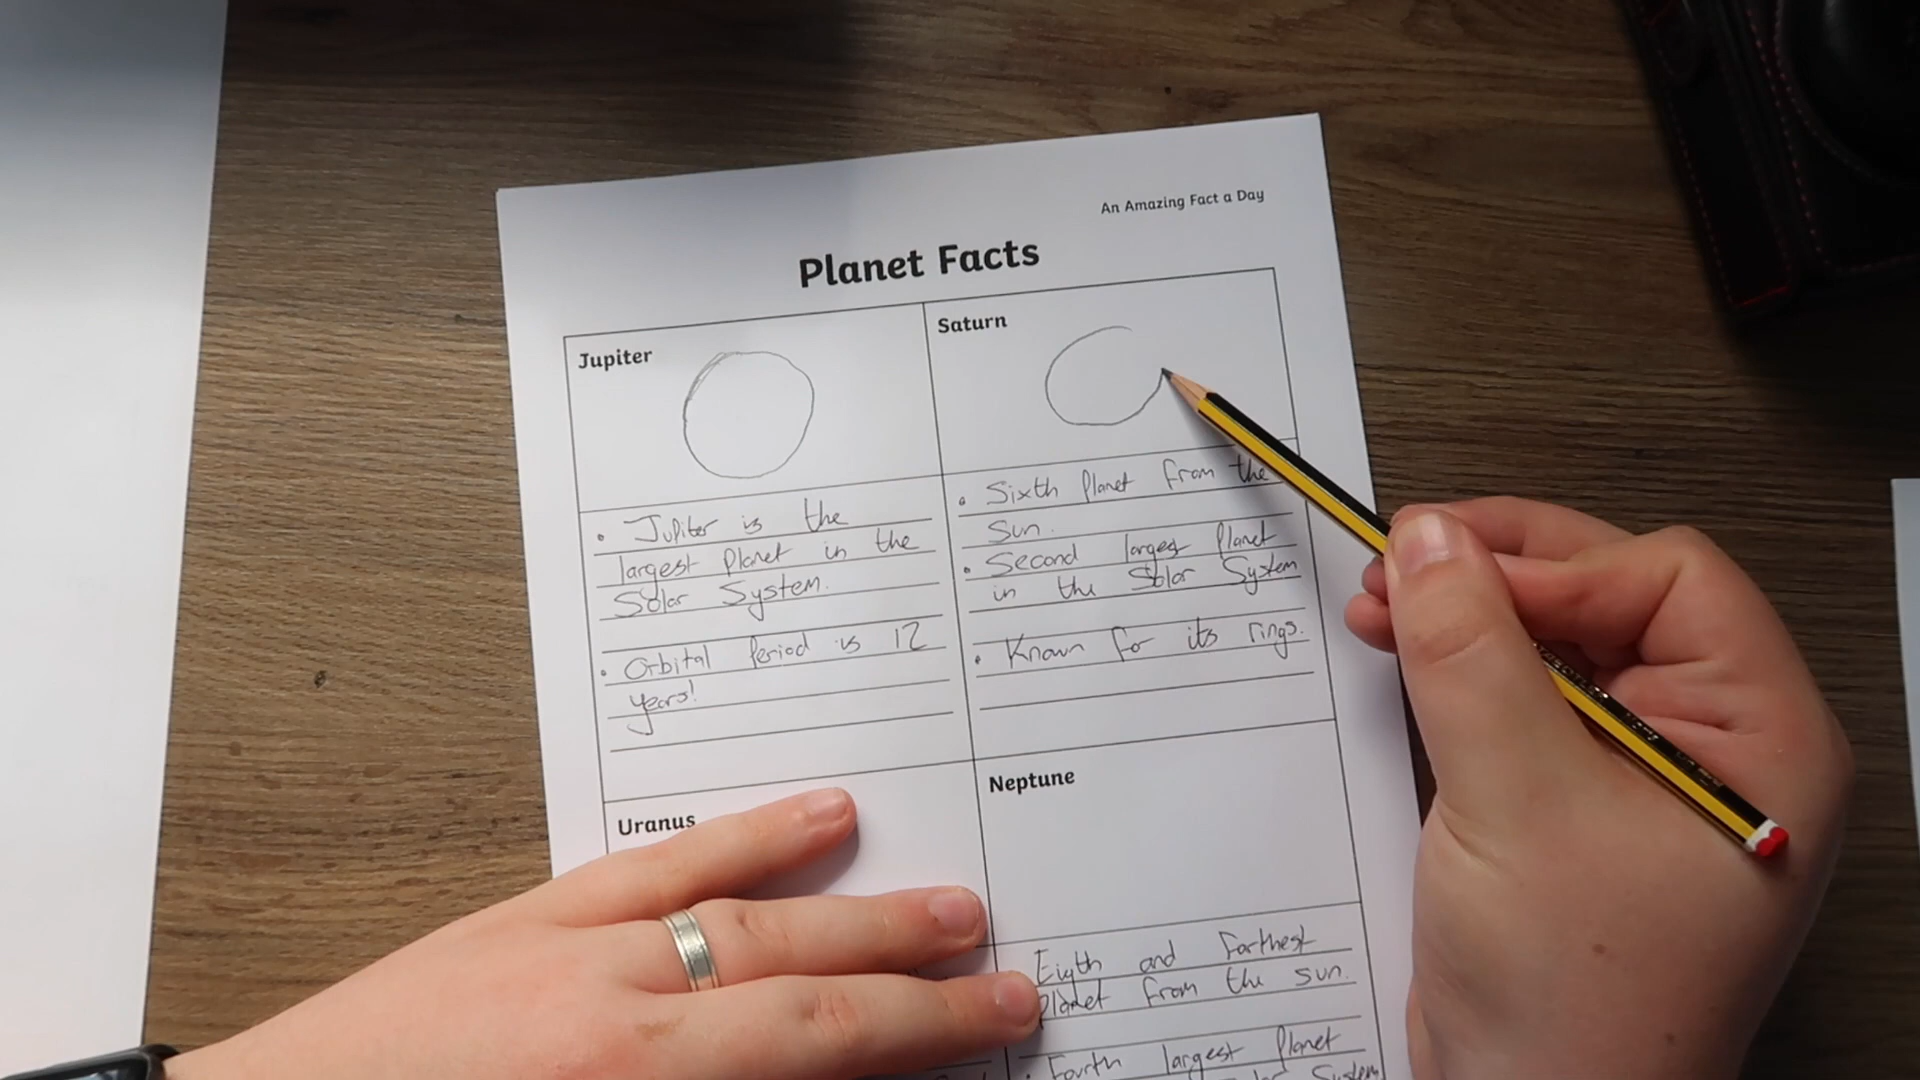 An Amazing Fact a Day
Planet Facts
Jupiter
• Jupiter is the
largest Planet in the
Solar System.
• Orbital Period is 12
years!
Saturn
• Sixth Planet from the
Sun.
• Second largest Planet
in the Solar System
• Known for its rings.
Uranus
Neptune
Eigth and Farthest
Planet from the sun.
• Fourth largest Planet
System